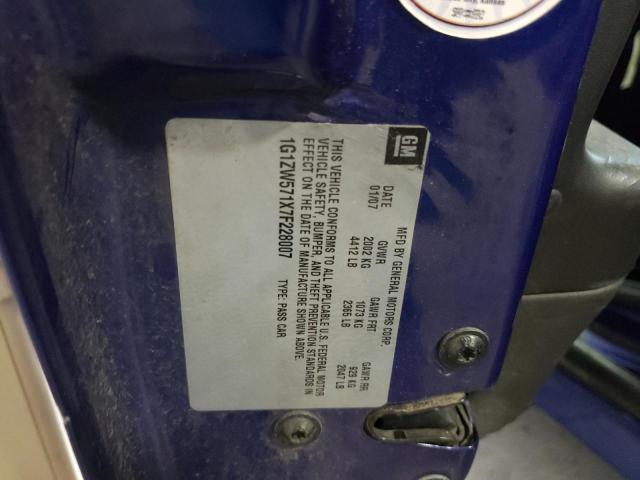 GM
MFD BY GENERAL MOTORS CORP.
DATE GVWR GAWR FRT GAWR RR
01/07 2002 KG 1073 KG 929 KG
4412 LB 2365 LB 2047 LB
THIS VEHICLE CONFORMS TO ALL APPLICABLE U.S. FEDERAL MOTOR
VEHICLE SAFETY, BUMPER, AND THEFT PREVENTION STANDARDS IN
EFFECT ON THE DATE OF MANUFACTURE SHOWN ABOVE.
1G1ZW571X7F228007 TYPE: PASS CAR
Kansas